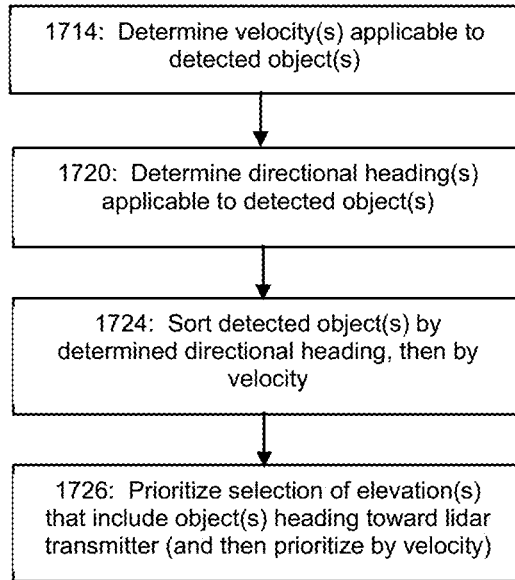 1714: Determine velocity(s) applicable to
detected object(s)
1720: Determine directional heading(s)
applicable to detected object(s)
1724: Sort detected object(s) by
determined directional heading, then by
velocity
1726: Prioritize selection of elevation(s)
that include object(s) heading toward lidar
transmitter (and then prioritize by velocity)